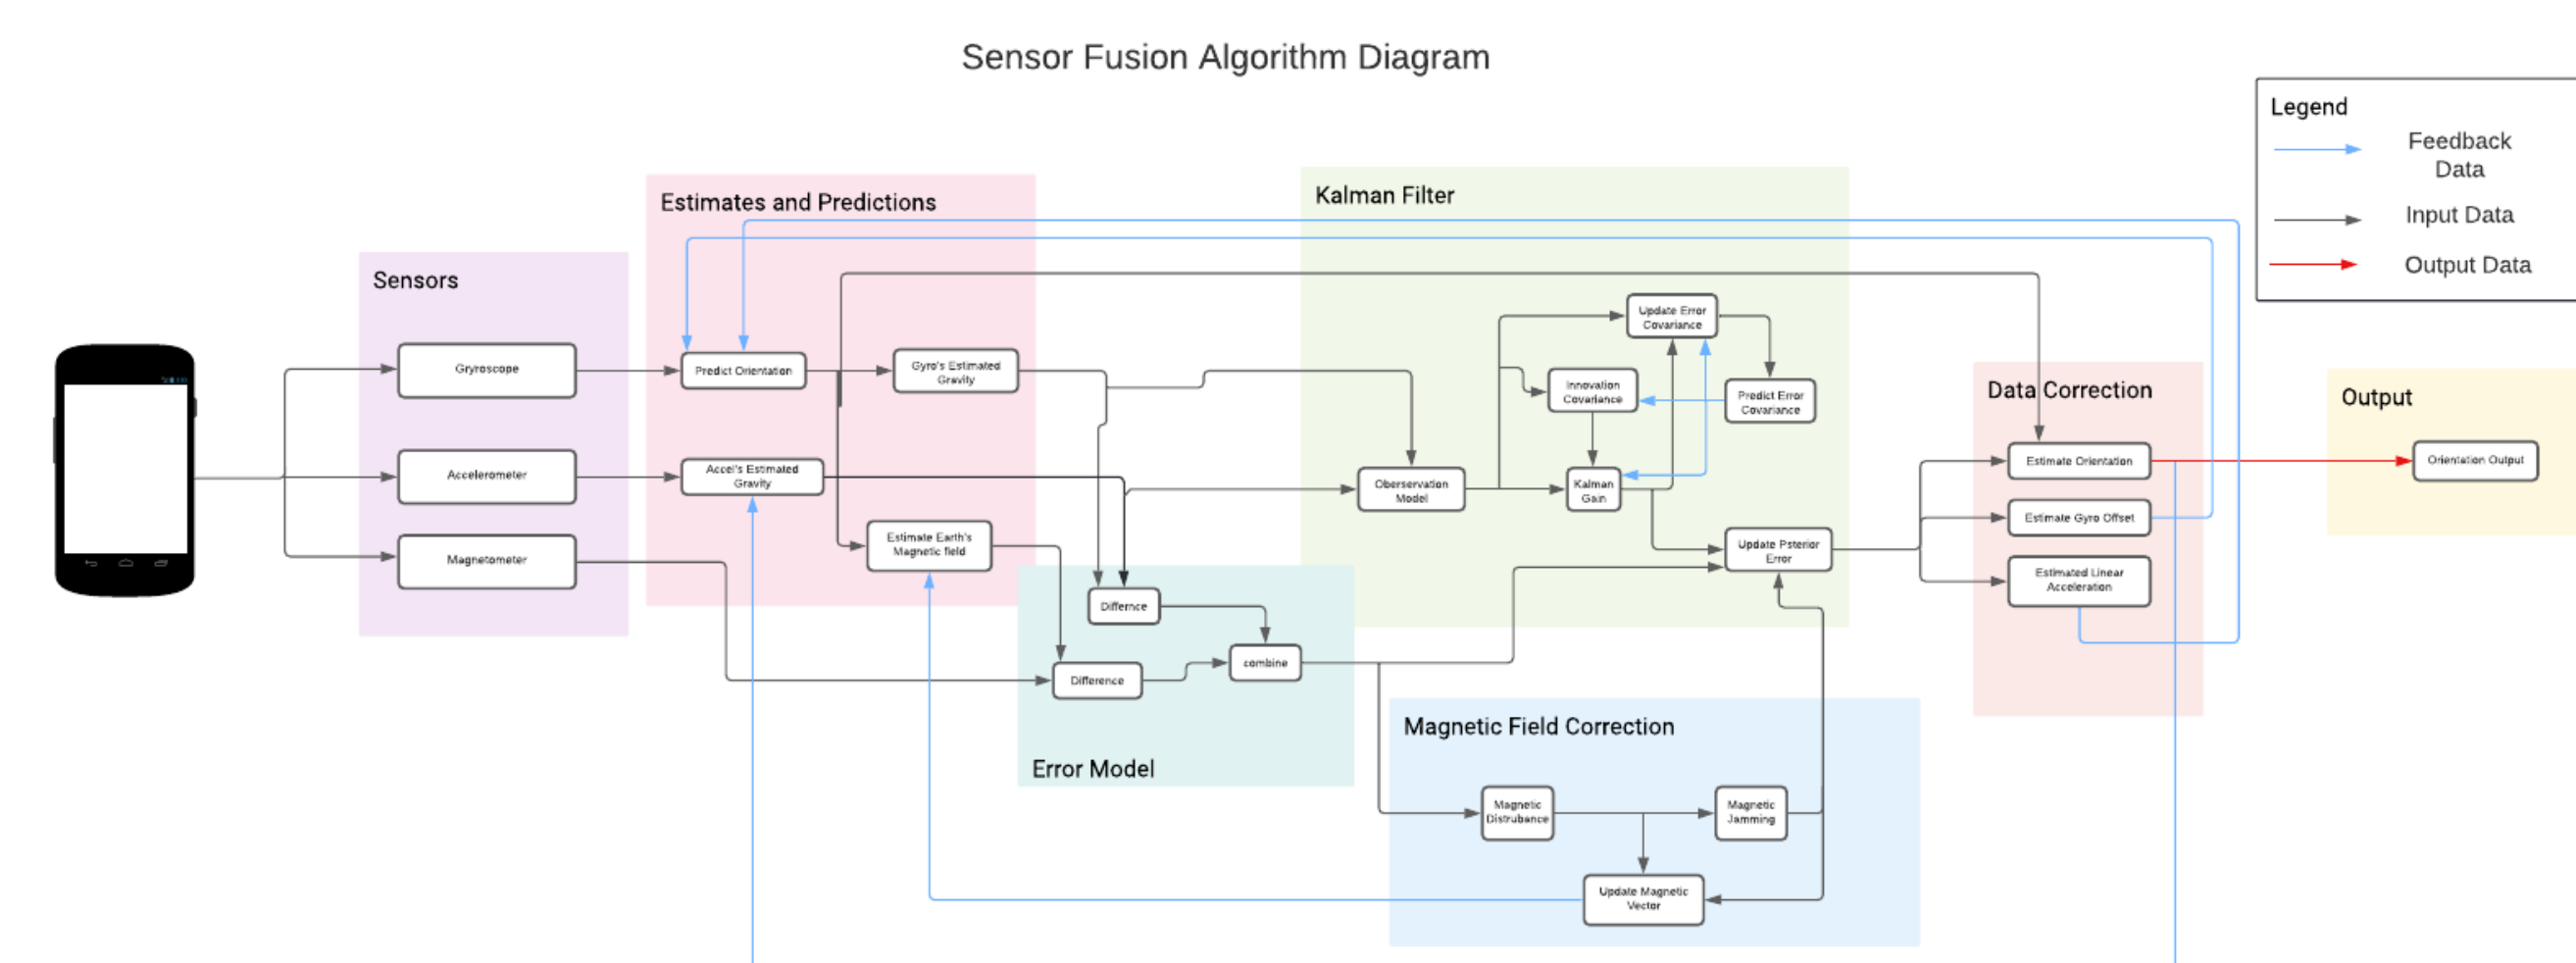 Sensor Fusion Algorithm Diagram
Legend
Feedback
Data
Input Data
Output Data
Sensors
Gryroscope
Accelerometer
Magnetometer
Estimates and Predictions
Predict Orientation
Gyro's Estimated
Gravity
Accel's Estimated
Gravity
Estimate Earth's
Magnetic field
Error Model
Differnce
Difference
combine
Kalman Filter
Update Error
Covariance
Innovation
Covariance
Predict Error
Covariance
Oberservation
Model
Kalman
Gain
Update Psterior
Error
Magnetic Field Correction
Magnetic
Distrubance
Magnetic
Jamming
Update Magnetic
Vector
Data Correction
Estimate Orientation
Estimate Gyro Offset
Estimated Linear
Acceleration
Output
Orientation Output